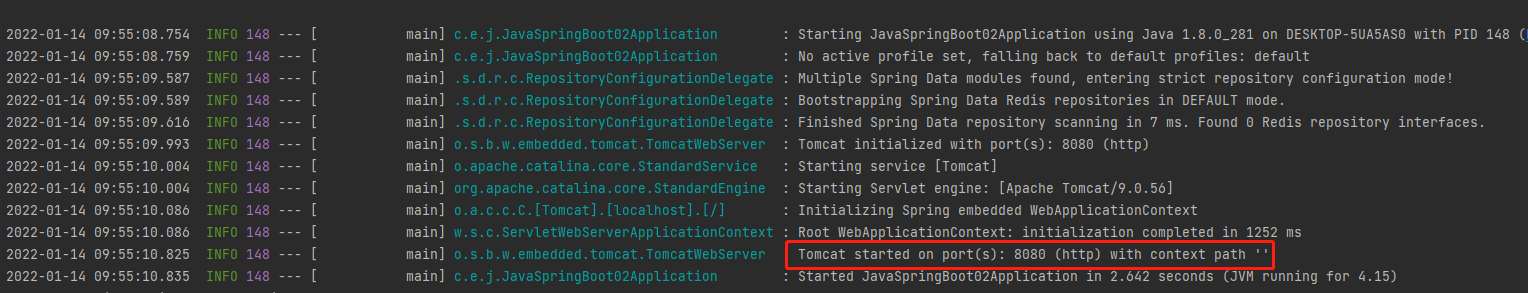 2022-01-14 09:55:08.754  INFO 148 --- [           main] c.e.j.JavaSpringBoot02Application        : Starting JavaSpringBoot02Application using Java 1.8.0_281 on DESKTOP-5UA5AS0 with PID 148 (
2022-01-14 09:55:08.759  INFO 148 --- [           main] c.e.j.JavaSpringBoot02Application        : No active profile set, falling back to default profiles: default
2022-01-14 09:55:09.587  INFO 148 --- [           main] .s.d.r.c.RepositoryConfigurationDelegate : Multiple Spring Data modules found, entering strict repository configuration mode!
2022-01-14 09:55:09.589  INFO 148 --- [           main] .s.d.r.c.RepositoryConfigurationDelegate : Bootstrapping Spring Data Redis repositories in DEFAULT mode.
2022-01-14 09:55:09.616  INFO 148 --- [           main] .s.d.r.c.RepositoryConfigurationDelegate : Finished Spring Data repository scanning in 7 ms. Found 0 Redis repository interfaces.
2022-01-14 09:55:09.993  INFO 148 --- [           main] o.s.b.w.embedded.tomcat.TomcatWebServer  : Tomcat initialized with port(s): 8080 (http)
2022-01-14 09:55:10.004  INFO 148 --- [           main] o.apache.catalina.core.StandardService   : Starting service [Tomcat]
2022-01-14 09:55:10.004  INFO 148 --- [           main] org.apache.catalina.core.StandardEngine  : Starting Servlet engine: [Apache Tomcat/9.0.56]
2022-01-14 09:55:10.086  INFO 148 --- [           main] o.a.c.c.C.[Tomcat].[localhost].[/]       : Initializing Spring embedded WebApplicationContext
2022-01-14 09:55:10.086  INFO 148 --- [           main] w.s.c.ServletWebServerApplicationContext : Root WebApplicationContext: initialization completed in 1252 ms
2022-01-14 09:55:10.825  INFO 148 --- [           main] o.s.b.w.embedded.tomcat.TomcatWebServer  Tomcat started on port(s): 8080 (http) with context path ''
2022-01-14 09:55:10.835  INFO 148 --- [           main] c.e.j.JavaSpringBoot02Application        : Started JavaSpringBoot02Application in 2.642 seconds (JVM running for 4.15)